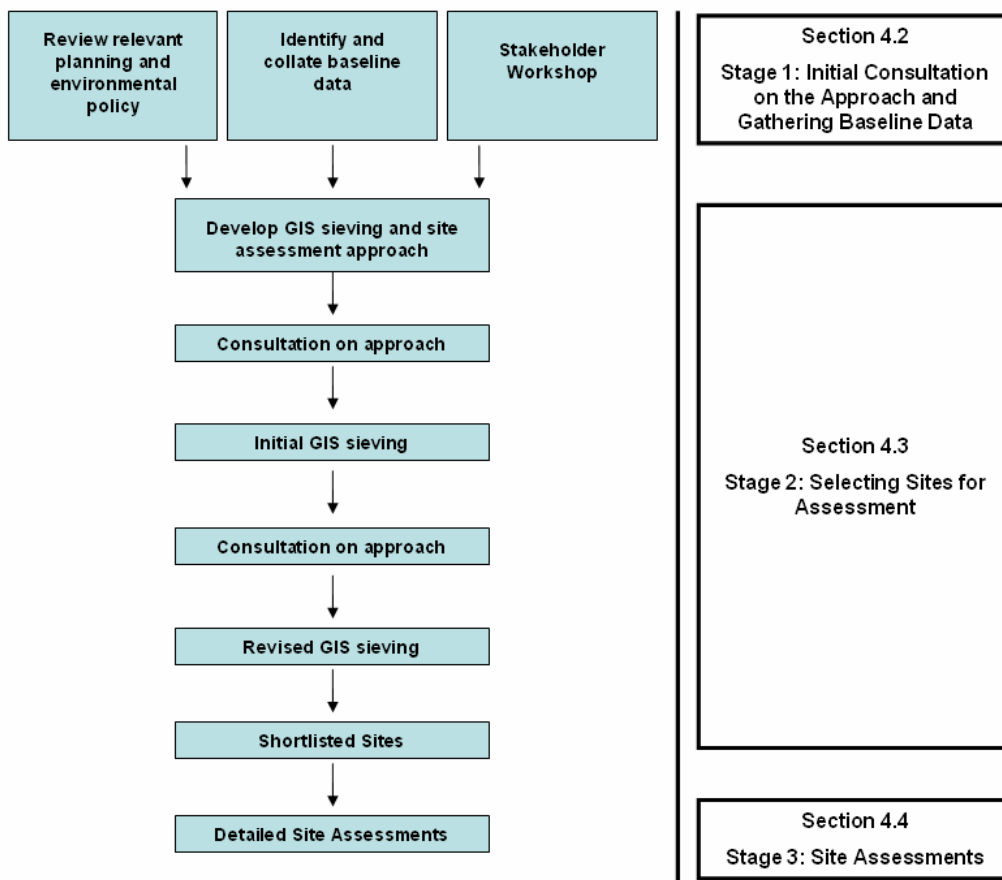 Review relevant
planning and
environmental
policy
Identify and
collate baseline
data
Stakeholder
Workshop
Develop GIS sieving and site
assessment approach
Consultation on approach
Initial GIS sieving
Consultation on approach
Revised GIS sieving
Shortlisted Sites
Detailed Site Assessments
Section 4.2
Stage 1: Initial Consultation
on the Approach and
Gathering Baseline Data
Section 4.3
Stage 2: Selecting Sites for
Assessment
Section 4.4
Stage 3: Site Assessments